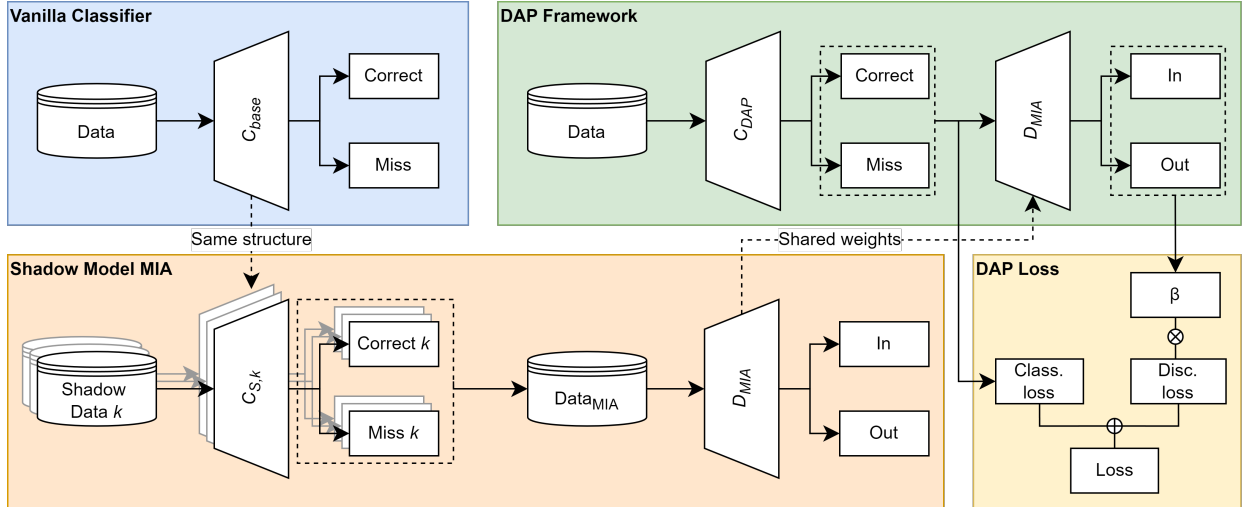 Vanilla Classifier
Data
C_base
Correct
Miss
DAP Framework
Data
C_DAP
Correct
Miss
D_MIA
In
Out
Same structure
Shared weights
Shadow Model MIA
Shadow
Data k
C_S,k
Correct k
Miss k
Data_MIA
D_MIA
In
Out
DAP Loss
β
Class.
loss
Disc.
loss
Loss